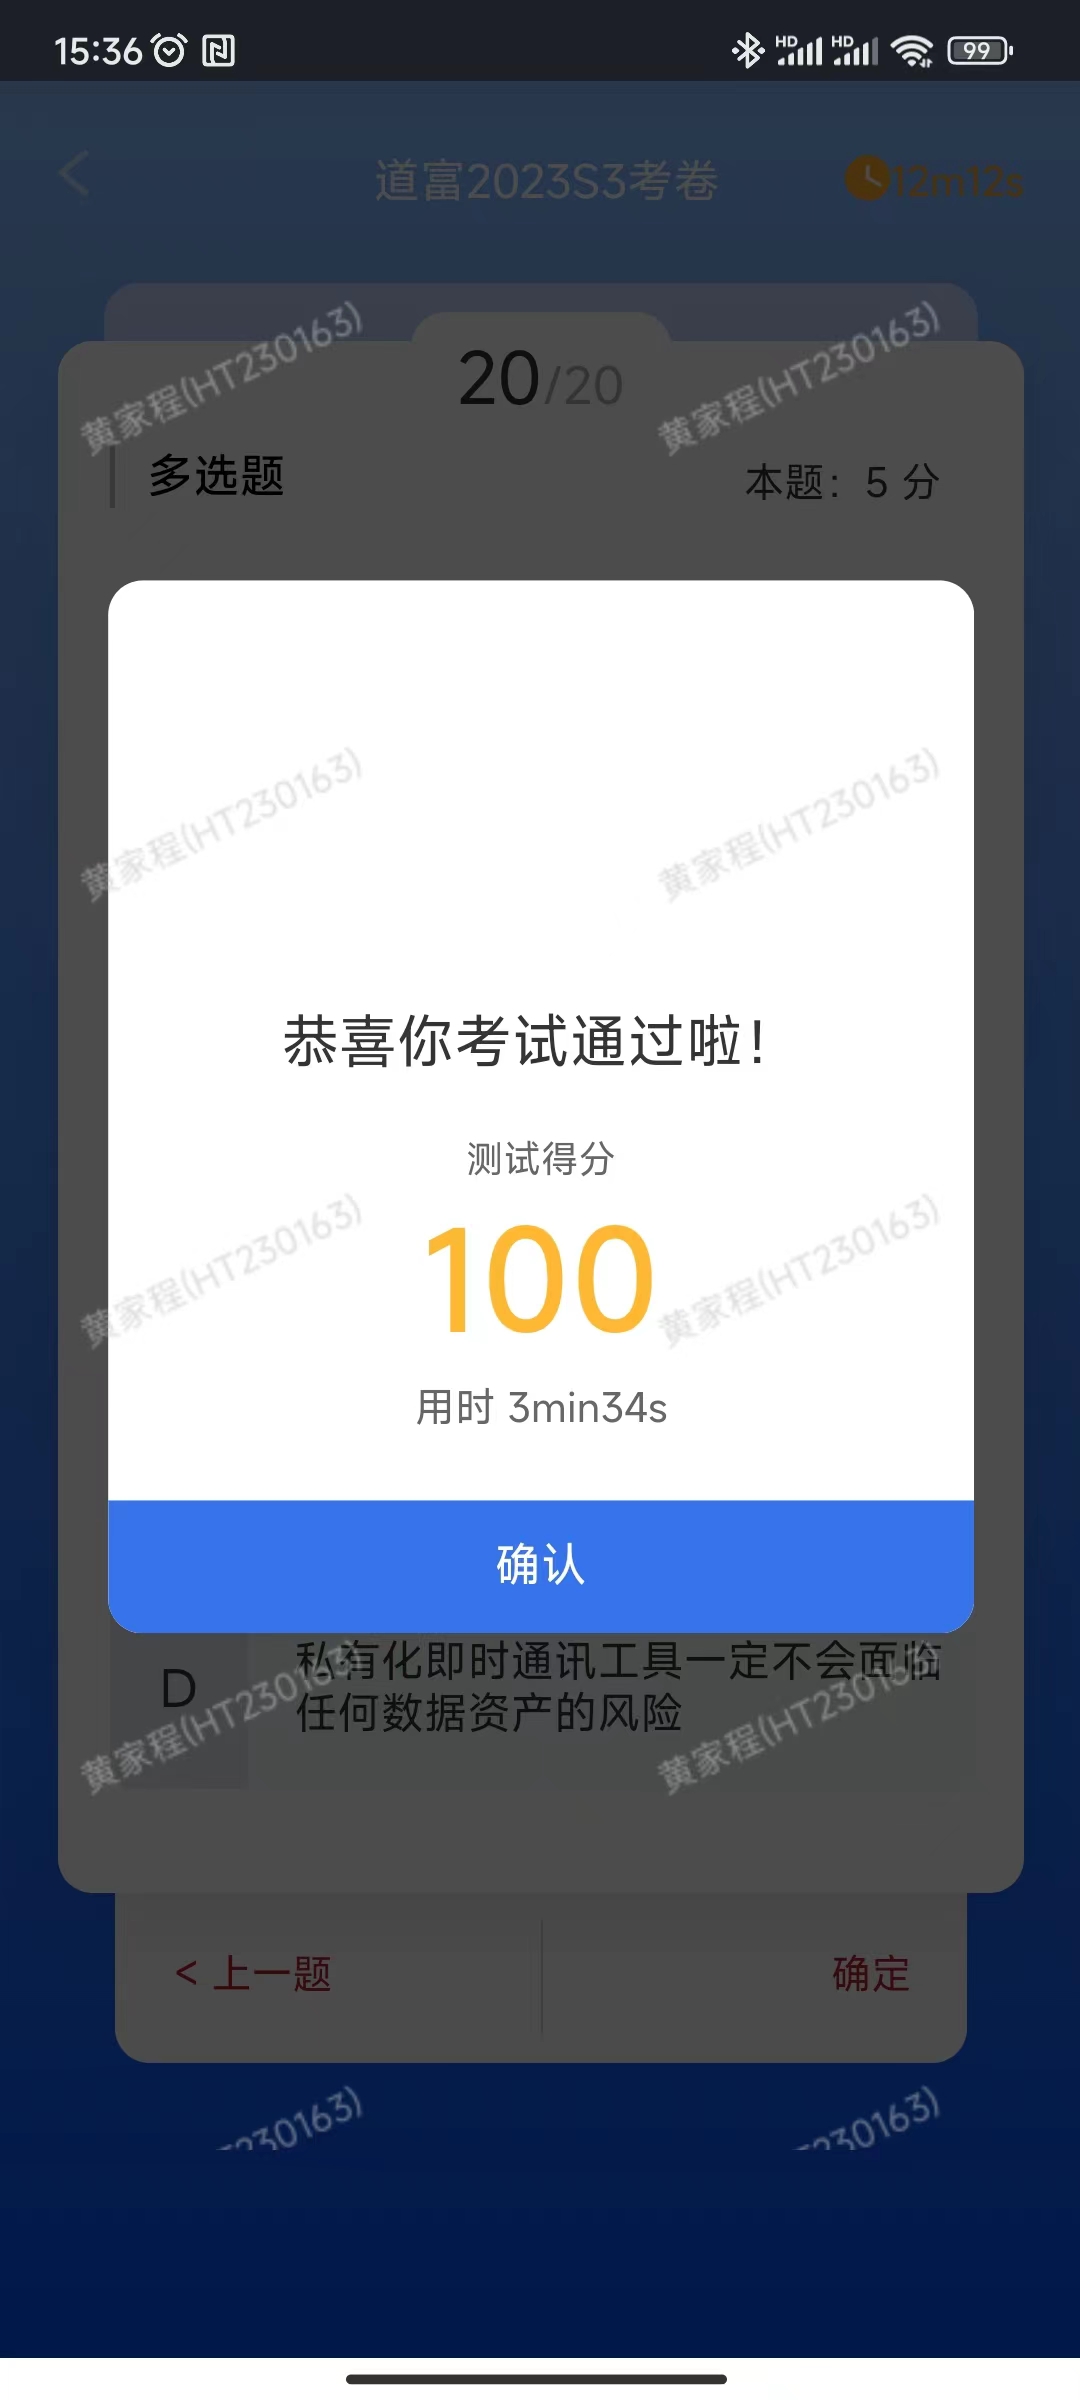 15:36
HD HD 99
道富2023S3考卷
12m12s
20/20
黄家程(HT230163) 黄家程(HT230163)
多选题
本题：5 分
黄家程(HT230163) 黄家程(HT230163)
恭喜你考试通过啦！
测试得分
100
黄家程(HT230163) 黄家程(HT230163)
用时 3min34s
确认
D
私有化即时通讯工具一定不会面临
任何数据资产的风险
黄家程(HT230163) 黄家程(HT230163)
< 上一题
确定
T230163) T230163)